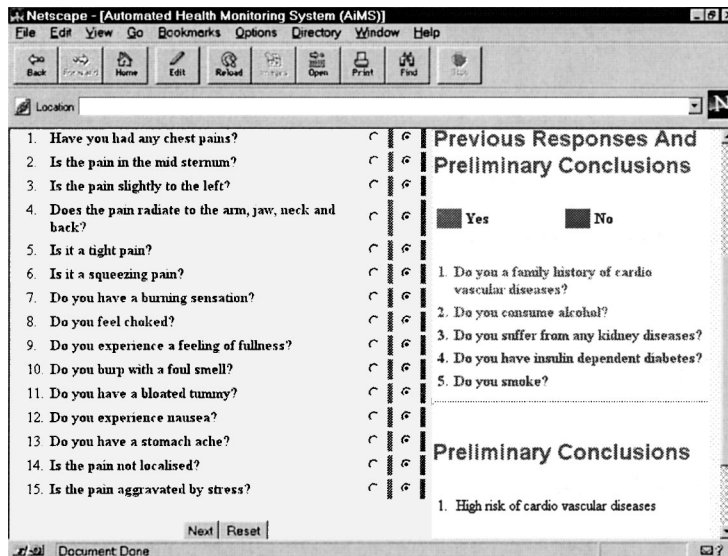 Netscape - [Automated Health Monitoring System (AiMS)]
File Edit View Go Bookmarks Options Directory Window Help
Back Forward Home Edit Reload Images Open Print Find Stop
Location
1. Have you had any chest pains?
2. Is the pain in the mid sternum?
3. Is the pain slightly to the left?
4. Does the pain radiate to the arm, jaw, neck and
back?
5. Is it a tight pain?
6. Is it a squeezing pain?
7. Do you have a burning sensation?
8. Do you feel choked?
9. Do you experience a feeling of fullness?
10. Do you burp with a foul smell?
11. Do you have a bloated tummy?
12. Do you experience nausea?
13. Do you have a stomach ache?
14. Is the pain not localised?
15. Is the pain aggravated by stress?
Next Reset
Previous Responses And
Preliminary Conclusions
Yes No
1. Do you a family history of cardio
vascular diseases?
2. Do you consume alcohol?
3. Do you suffer from any kidney diseases?
4. Do you have insulin dependent diabetes?
5. Do you smoke?
Preliminary Conclusions
1. High risk of cardio vascular diseases
Document Done